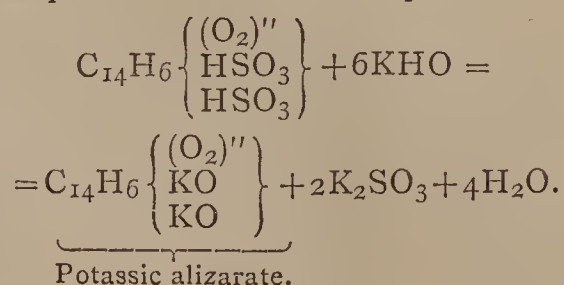 (O₂)″
C₁₄H₆ { HSO₃ } +6KHO =
HSO₃
(O₂)″
=C₁₄H₆ { KO } +2K₂SO₃+4H₂O.
KO
Potassic alizarate.